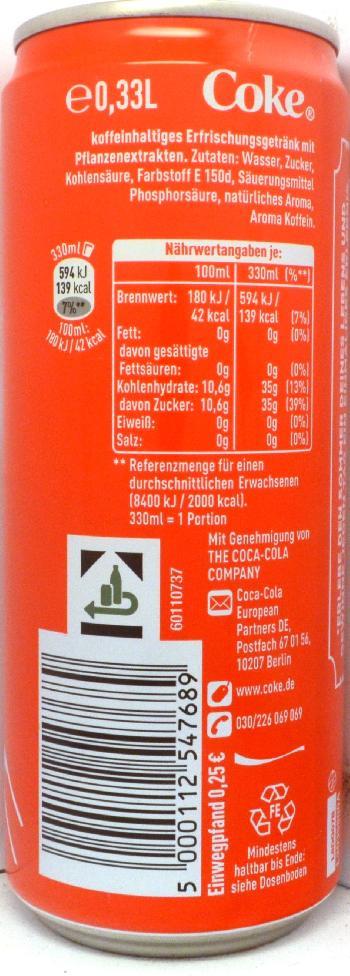 e0,33L Coke®
koffeinhaltiges Erfrischungsgetränk mit
Pflanzenextrakten. Zutaten: Wasser, Zucker,
Kohlensäure, Farbstoff E 150d, Säuerungsmittel
Phosphorsäure, natürliches Aroma,
Aroma Koffein.
330ml
594 kJ
139 kcal
7%**
100ml:
180 kJ / 42 kcal
Nährwertangaben je:
100ml 330ml (%**)
Brennwert: 180 kJ / 594 kJ /
42 kcal 139 kcal (7%)
Fett: 0g 0g (0%)
davon gesättigte
Fettsäuren: 0g 0g (0%)
Kohlenhydrate: 10,6g 35g (13%)
davon Zucker: 10,6g 35g (39%)
Eiweiß: 0g 0g (0%)
Salz: 0g 0g (0%)
** Referenzmenge für einen
durchschnittlichen Erwachsenen
(8400 kJ / 2000 kcal).
330ml = 1 Portion
Mit Genehmigung von
THE COCA-COLA
COMPANY
Coca-Cola
European
Partners DE,
Postfach 67 01 56,
10207 Berlin
www.coke.de
030/226 069 069
60110737
5 000112 547689
Einwegpfand 0,25 €
FE
Mindestens
haltbar bis Ende:
siehe Dosenboden